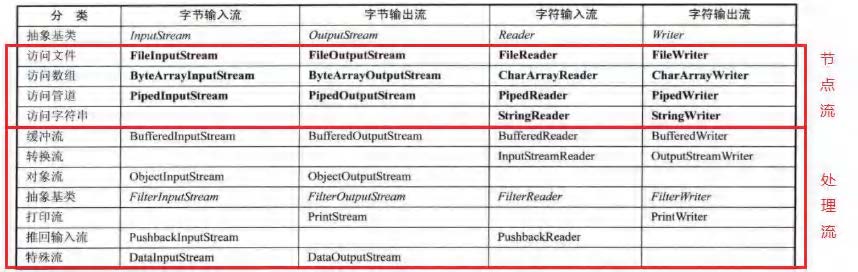 分 类 字节输入流 字节输出流 字符输入流 字符输出流
抽象基类 InputStream OutputStream Reader Writer
访问文件 FileInputStream FileOutputStream FileReader FileWriter
访问数组 ByteArrayInputStream ByteArrayOutputStream CharArrayReader CharArrayWriter
访问管道 PipedInputStream PipedOutputStream PipedReader PipedWriter
访问字符串 StringReader StringWriter
节点流
缓冲流 BufferedInputStream BufferedOutputStream BufferedReader BufferedWriter
转换流 InputStreamReader OutputStreamWriter
对象流 ObjectInputStream ObjectOutputStream
抽象基类 FilterInputStream FilterOutputStream FilterReader FilterWriter
打印流 PrintStream PrintWriter
推回输入流 PushbackInputStream PushbackReader
特殊流 DataInputStream DataOutputStream
处理流